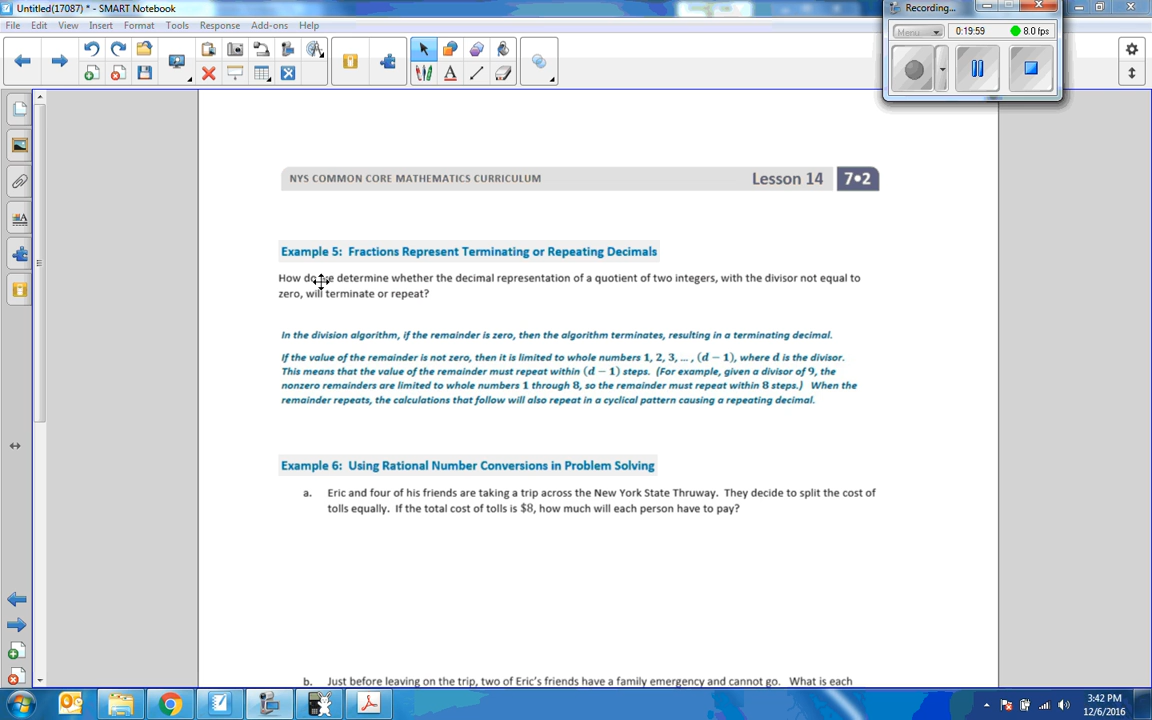 Untitled(17087) * - SMART Notebook
Recording...
File Edit View Insert Format Tools Response Add-ons Help
Menu 0:19:59 8.0 fps
NYS COMMON CORE MATHEMATICS CURRICULUM Lesson 14 7•2
Example 5: Fractions Represent Terminating or Repeating Decimals
How do determine whether the decimal representation of a quotient of two integers, with the divisor not equal to
zero, will terminate or repeat?
In the division algorithm, if the remainder is zero, then the algorithm terminates, resulting in a terminating decimal.
If the value of the remainder is not zero, then it is limited to whole numbers 1, 2, 3, ... , (d − 1), where d is the divisor.
This means that the value of the remainder must repeat within (d − 1) steps. (For example, given a divisor of 9, the
nonzero remainders are limited to whole numbers 1 through 8, so the remainder must repeat within 8 steps.) When the
remainder repeats, the calculations that follow will also repeat in a cyclical pattern causing a repeating decimal.
Example 6: Using Rational Number Conversions in Problem Solving
a. Eric and four of his friends are taking a trip across the New York State Thruway. They decide to split the cost of
tolls equally. If the total cost of tolls is $8, how much will each person have to pay?
b. Just before leaving on the trip, two of Eric's friends have a family emergency and cannot go. What is each
3:42 PM
12/6/2016